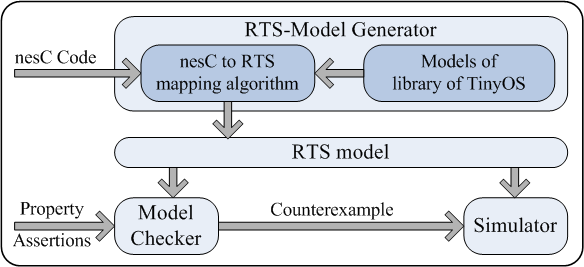 RTS-Model Generator
nesC Code
nesC to RTS
mapping algorithm
Models of
library of TinyOS
RTS model
Property
Assertions
Model
Checker
Counterexample
Simulator